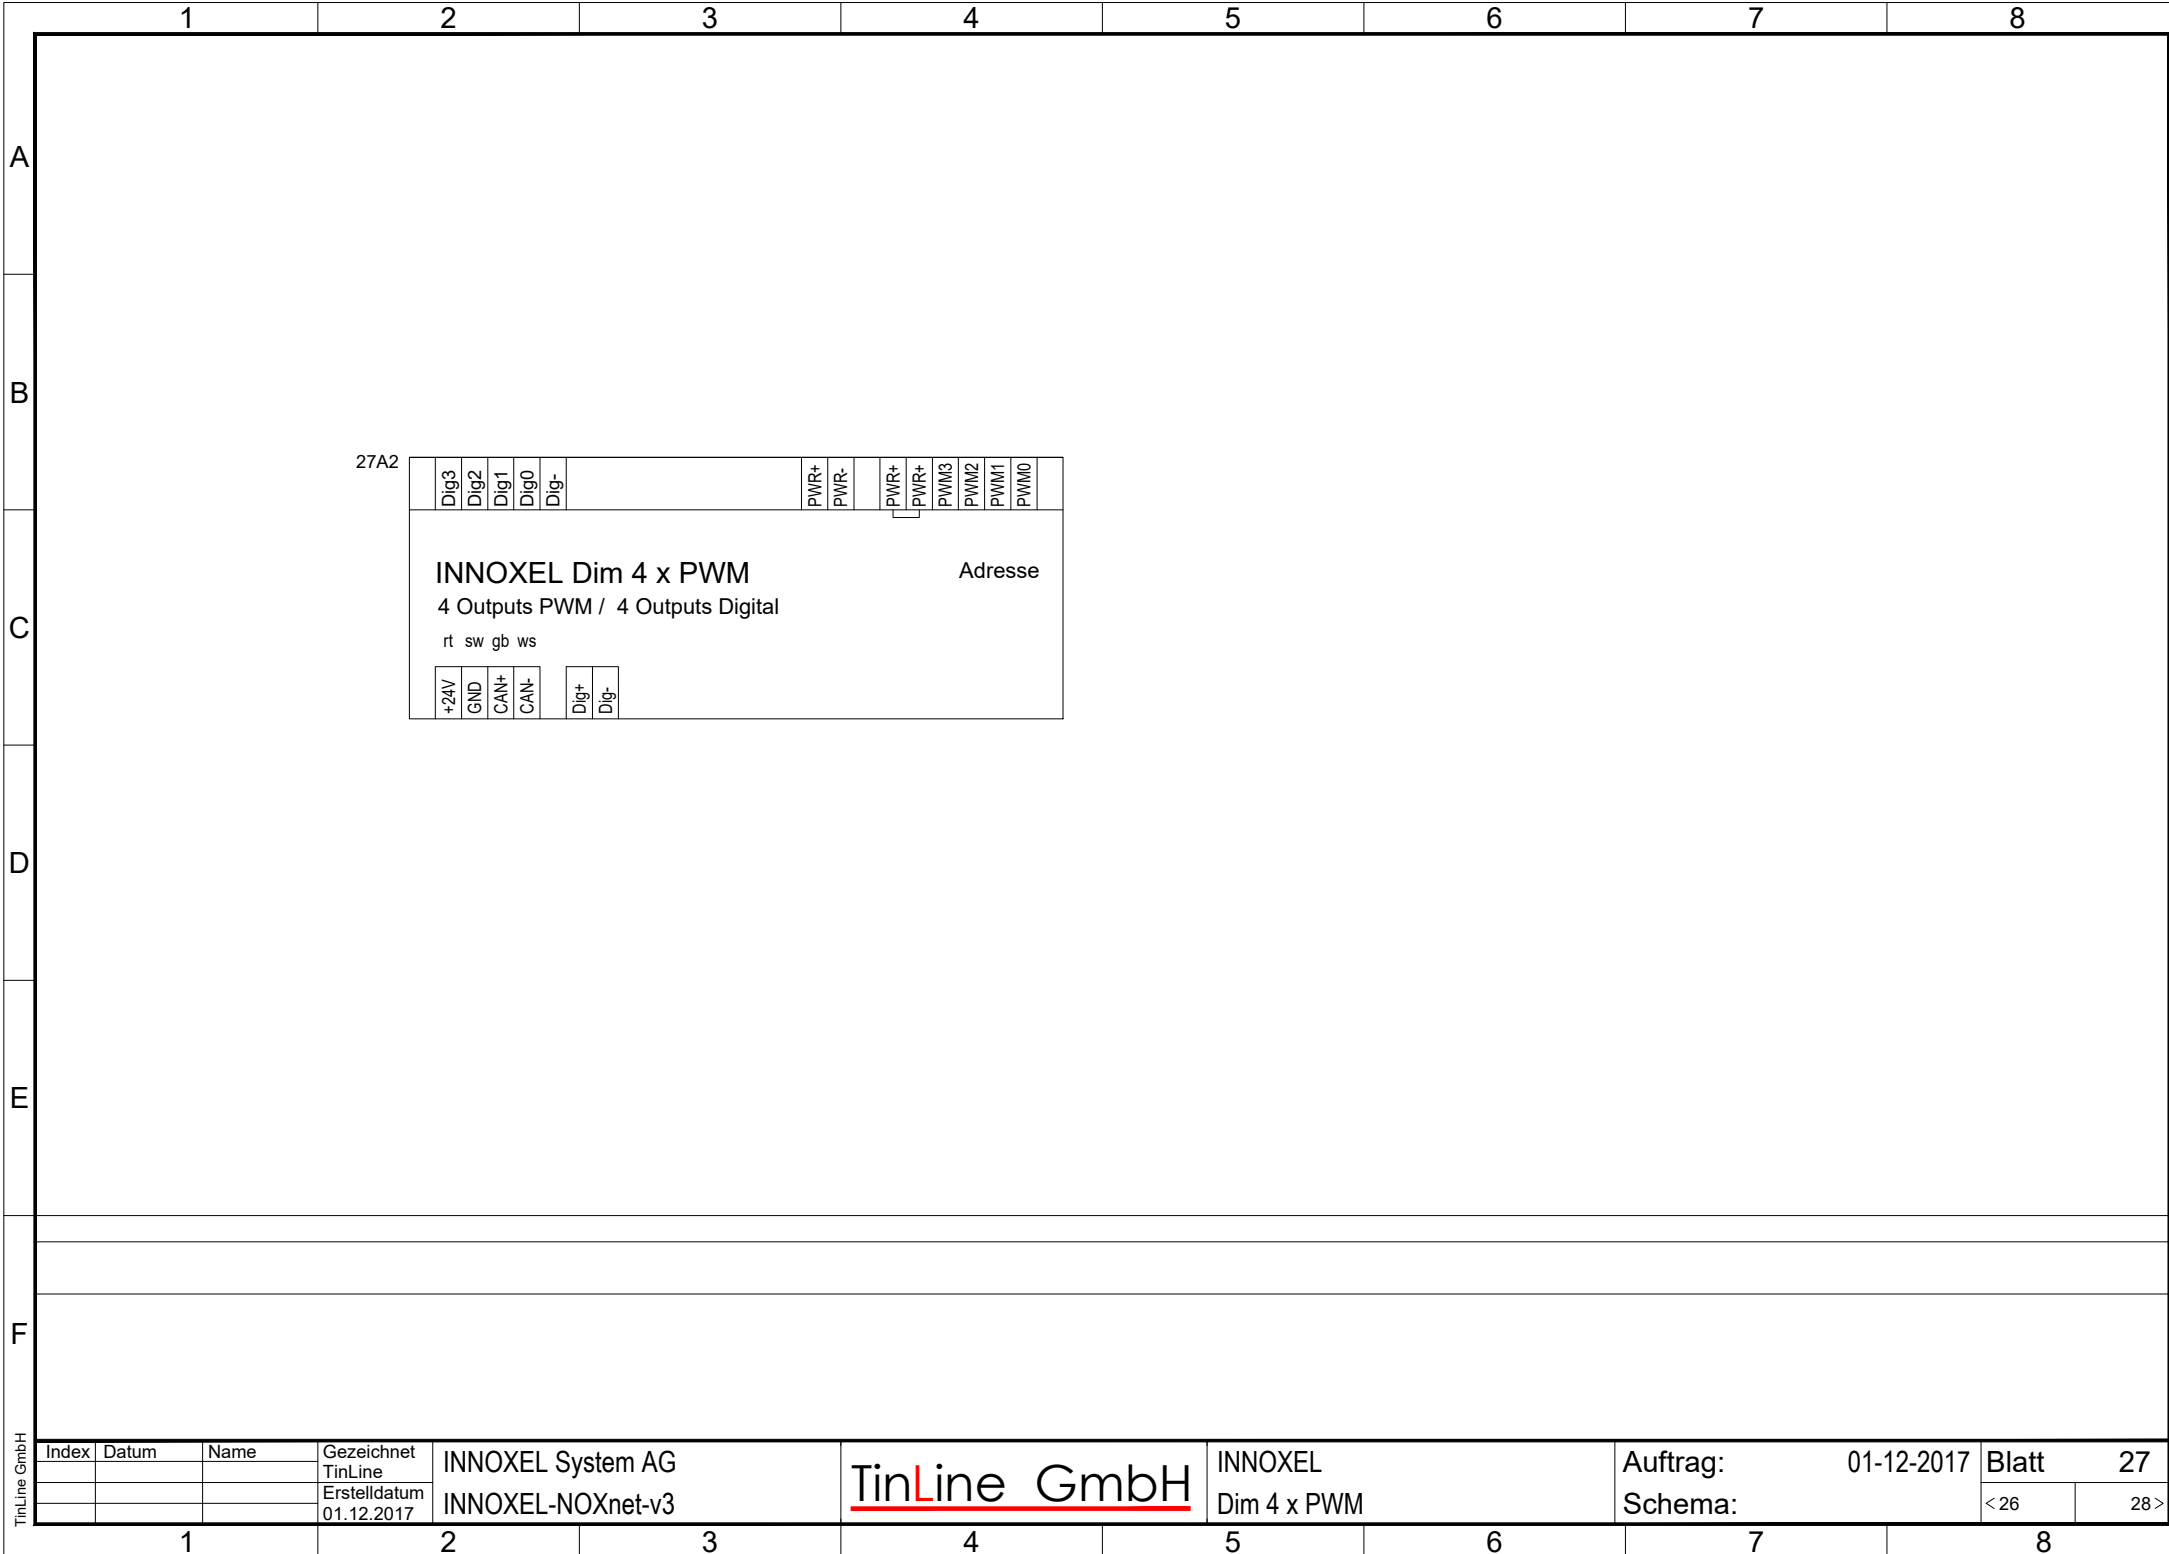 1 2 3 4 5 6 7 8
A
B
27A2
Dig3 Dig2 Dig1 Dig0 Dig- PWR+ PWR- PWR+ PWR+ PWM3 PWM2 PWM1 PWM0
INNOXEL Dim 4 x PWM Adresse
4 Outputs PWM / 4 Outputs Digital
C
rt sw gb ws
+24V GND CAN+ CAN- Dig+ Dig-
D
E
F
TinLine GmbH
Index Datum Name Gezeichnet
TinLine
Erstelldatum
01.12.2017
INNOXEL System AG
INNOXEL-NOXnet-v3
TinLine GmbH
INNOXEL
Dim 4 x PWM
Auftrag: 01-12-2017
Schema:
Blatt 27
<26 28>
1 2 3 4 5 6 7 8